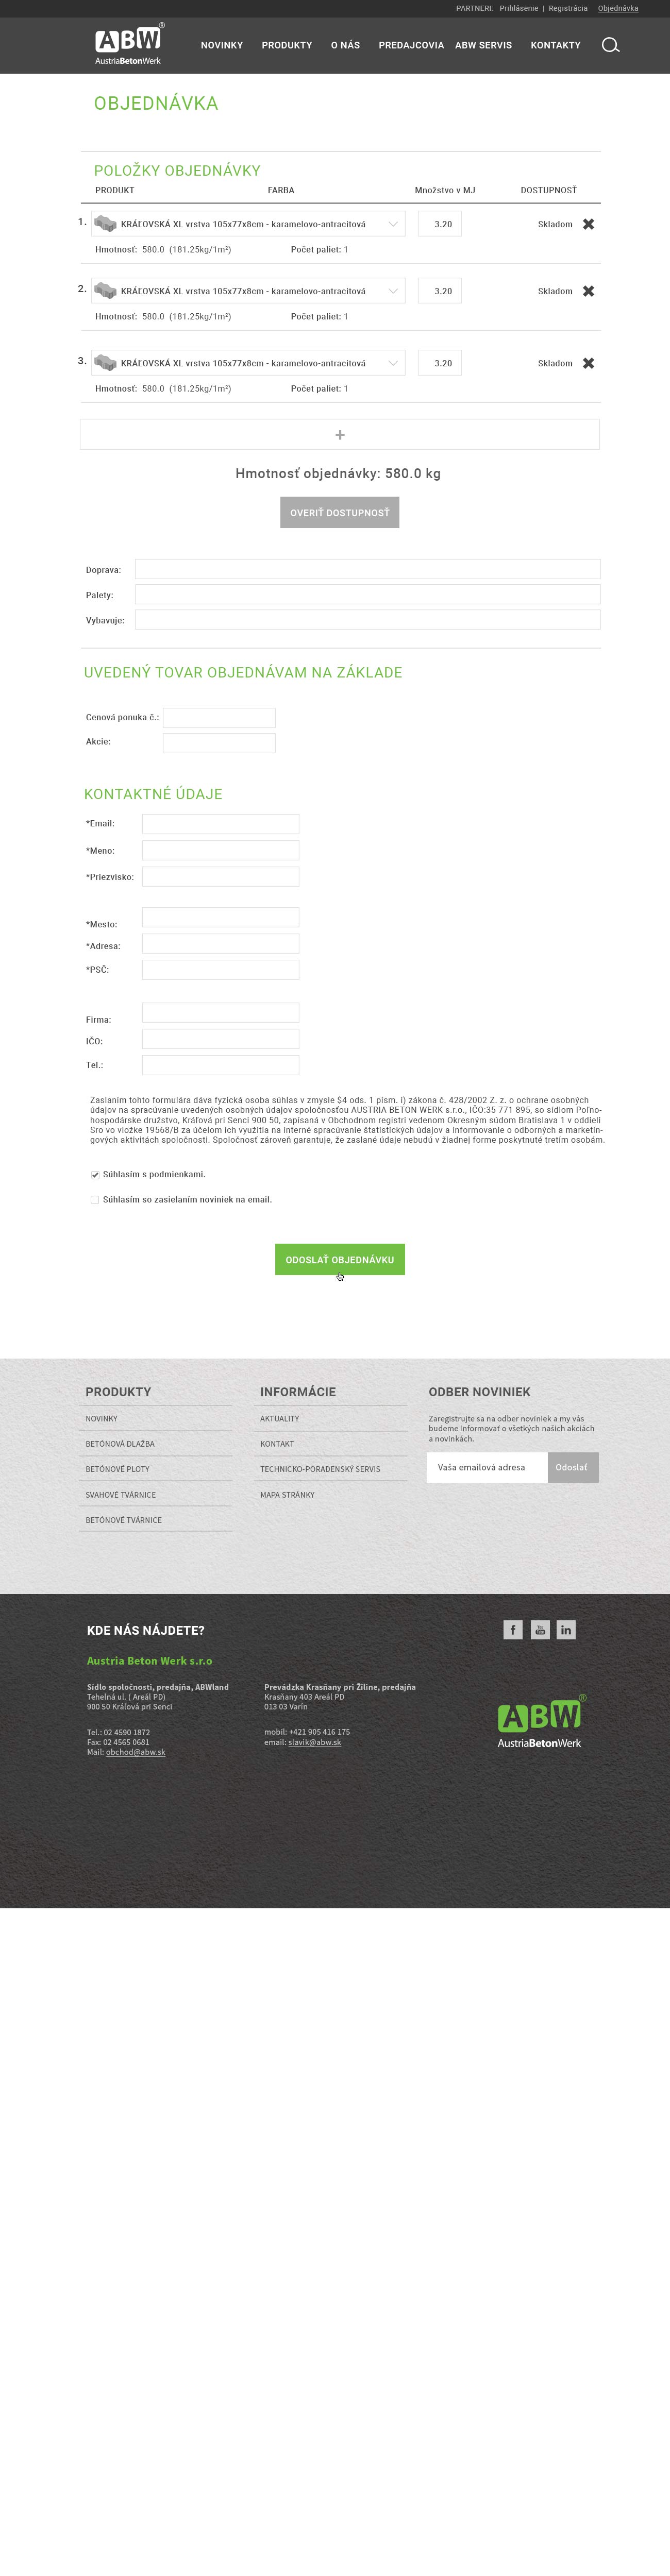 PARTNERI: Prihlásenie | Registrácia Objednávka
ABW®
AustriaBetonWerk
NOVINKY PRODUKTY O NÁS PREDAJCOVIA ABW SERVIS KONTAKTY
OBJEDNÁVKA
POLOŽKY OBJEDNÁVKY
PRODUKT FARBA Množstvo v MJ DOSTUPNOSŤ
1. KRÁĽOVSKÁ XL vrstva 105x77x8cm - karamelovo-antracitová 3.20 Skladom
Hmotnosť: 580.0 (181.25kg/1m²) Počet paliet: 1
2. KRÁĽOVSKÁ XL vrstva 105x77x8cm - karamelovo-antracitová 3.20 Skladom
Hmotnosť: 580.0 (181.25kg/1m²) Počet paliet: 1
3. KRÁĽOVSKÁ XL vrstva 105x77x8cm - karamelovo-antracitová 3.20 Skladom
Hmotnosť: 580.0 (181.25kg/1m²) Počet paliet: 1
+
Hmotnosť objednávky: 580.0 kg
OVERIŤ DOSTUPNOSŤ
Doprava:
Palety:
Vybavuje:
UVEDENÝ TOVAR OBJEDNÁVAM NA ZÁKLADE
Cenová ponuka č.:
Akcie:
KONTAKTNÉ ÚDAJE
*Email:
*Meno:
*Priezvisko:
*Mesto:
*Adresa:
*PSČ:
Firma:
IČO:
Tel.:
Zaslaním tohto formulára dáva fyzická osoba súhlas v zmysle $4 ods. 1 písm. i) zákona č. 428/2002 Z. z. o ochrane osobných
údajov na spracúvanie uvedených osobných údajov spoločnosťou AUSTRIA BETON WERK s.r.o., IČO:35 771 895, so sídlom Poľno-
hospodárske družstvo, Kráľová pri Senci 900 50, zapísaná v Obchodnom registri vedenom Okresným súdom Bratislava 1 v oddieli
Sro vo vložke 19568/B za účelom ich využitia na interné spracúvanie štatistických údajov a informovanie o odborných a marketin-
gových aktivitách spoločnosti. Spoločnosť zároveň garantuje, že zaslané údaje nebudú v žiadnej forme poskytnuté tretím osobám.
Súhlasím s podmienkami.
Súhlasím so zasielaním noviniek na email.
ODOSLAŤ OBJEDNÁVKU
PRODUKTY INFORMÁCIE ODBER NOVINIEK
NOVINKY
BETÓNOVÁ DLAŽBA
BETÓNOVÉ PLOTY
SVAHOVÉ TVÁRNICE
BETÓNOVÉ TVÁRNICE
AKTUALITY
KONTAKT
TECHNICKO-PORADENSKÝ SERVIS
MAPA STRÁNKY
Zaregistrujte sa na odber noviniek a my vás
budeme informovať o všetkých našich akciách
a novinkách.
Vaša emailová adresa Odoslať
KDE NÁS NÁJDETE?
f You Tube in
Austria Beton Werk s.r.o
Sídlo spoločnosti, predajňa, ABWland
Tehelná ul. ( Areál PD)
900 50 Kráľová pri Senci
Tel.: 02 4590 1872
Fax: 02 4565 0681
Mail: obchod@abw.sk
Prevádzka Krasňany pri Žiline, predajňa
Krasňany 403 Areál PD
013 03 Varín
mobil: +421 905 416 175
email: slavik@abw.sk
ABW®
AustriaBetonWerk